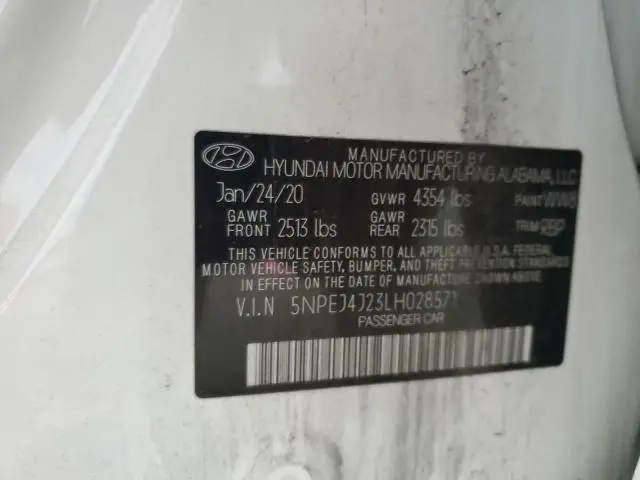 MANUFACTURED BY
HYUNDAI MOTOR MANUFACTURING ALABAMA, LLC
Jan/24/20 GVWR 4354 lbs PAINT WW8
GAWR FRONT 2513 lbs GAWR REAR 2315 lbs TRIM
THIS VEHICLE CONFORMS TO ALL APPLICABLE U.S.A. FEDERAL
MOTOR VEHICLE SAFETY, BUMPER, AND THEFT PREVENTION STANDARDS
IN EFFECT ON THE DATE OF MANUFACTURE SHOWN ABOVE.
V.I.N 5NPEJ4J23LH028571
PASSENGER CAR